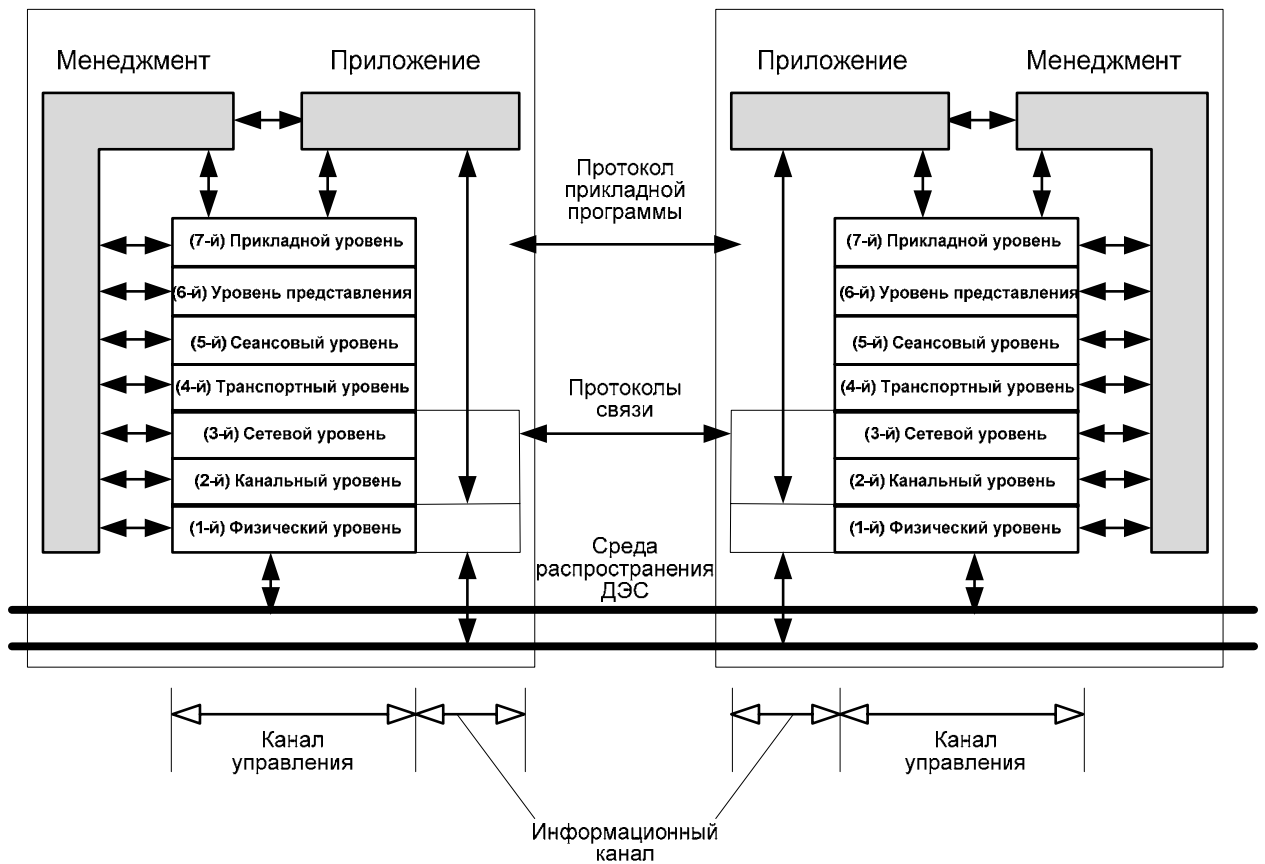 Менеджмент
Приложение
Приложение
Менеджмент
Протокол
прикладной
программы
(7-й) Прикладной уровень
(6-й) Уровень представления
(5-й) Сеансовый уровень
(4-й) Транспортный уровень
(3-й) Сетевой уровень
(2-й) Канальный уровень
(1-й) Физический уровень
Протоколы
связи
(7-й) Прикладной уровень
(6-й) Уровень представления
(5-й) Сеансовый уровень
(4-й) Транспортный уровень
(3-й) Сетевой уровень
(2-й) Канальный уровень
(1-й) Физический уровень
Среда
распространения
ДЭС
Канал
управления
Канал
управления
Информационный
канал